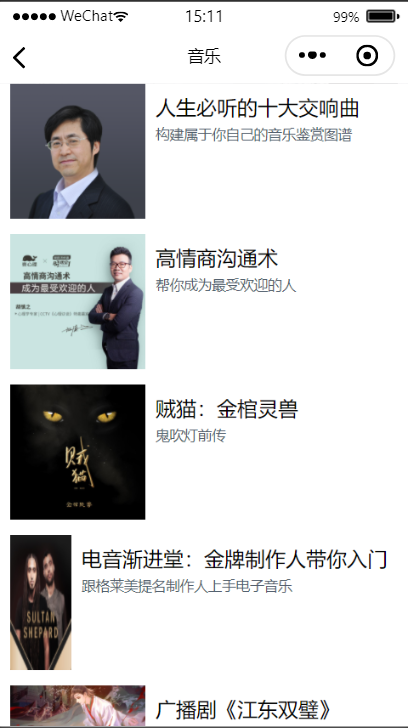 WeChat
15:11
99%
音乐
人生必听的十大交响曲
构建属于你自己的音乐鉴赏图谱
高情商沟通术
成为最受欢迎的人
高情商沟通术
帮你成为最受欢迎的人
贼猫
贼猫：金棺灵兽
鬼吹灯前传
SULTAN
SHEPARD
电音渐进堂：金牌制作人带你入门
跟格莱美提名制作人上手电子音乐
广播剧《江东双璧》